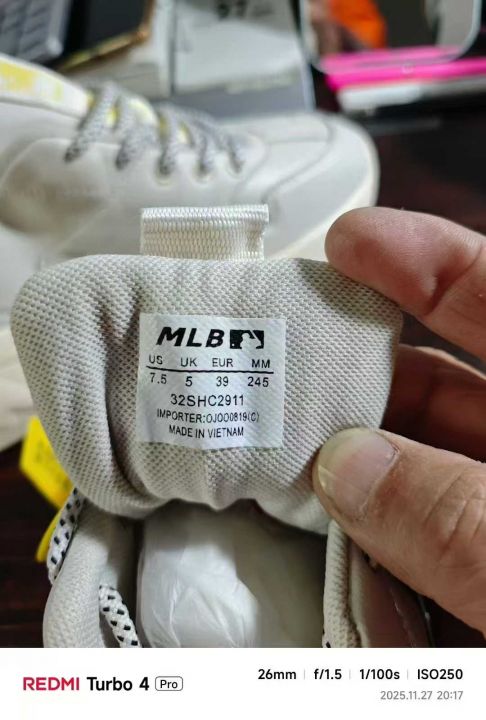 MLB
US UK EUR MM
7.5 5 39 245
32SHC2911
IMPORTER:OJO00819(C)
MADE IN VIETNAM
REDMI Turbo 4 Pro
26mm f/1.5 1/100s ISO250
2025.11.27 20:17